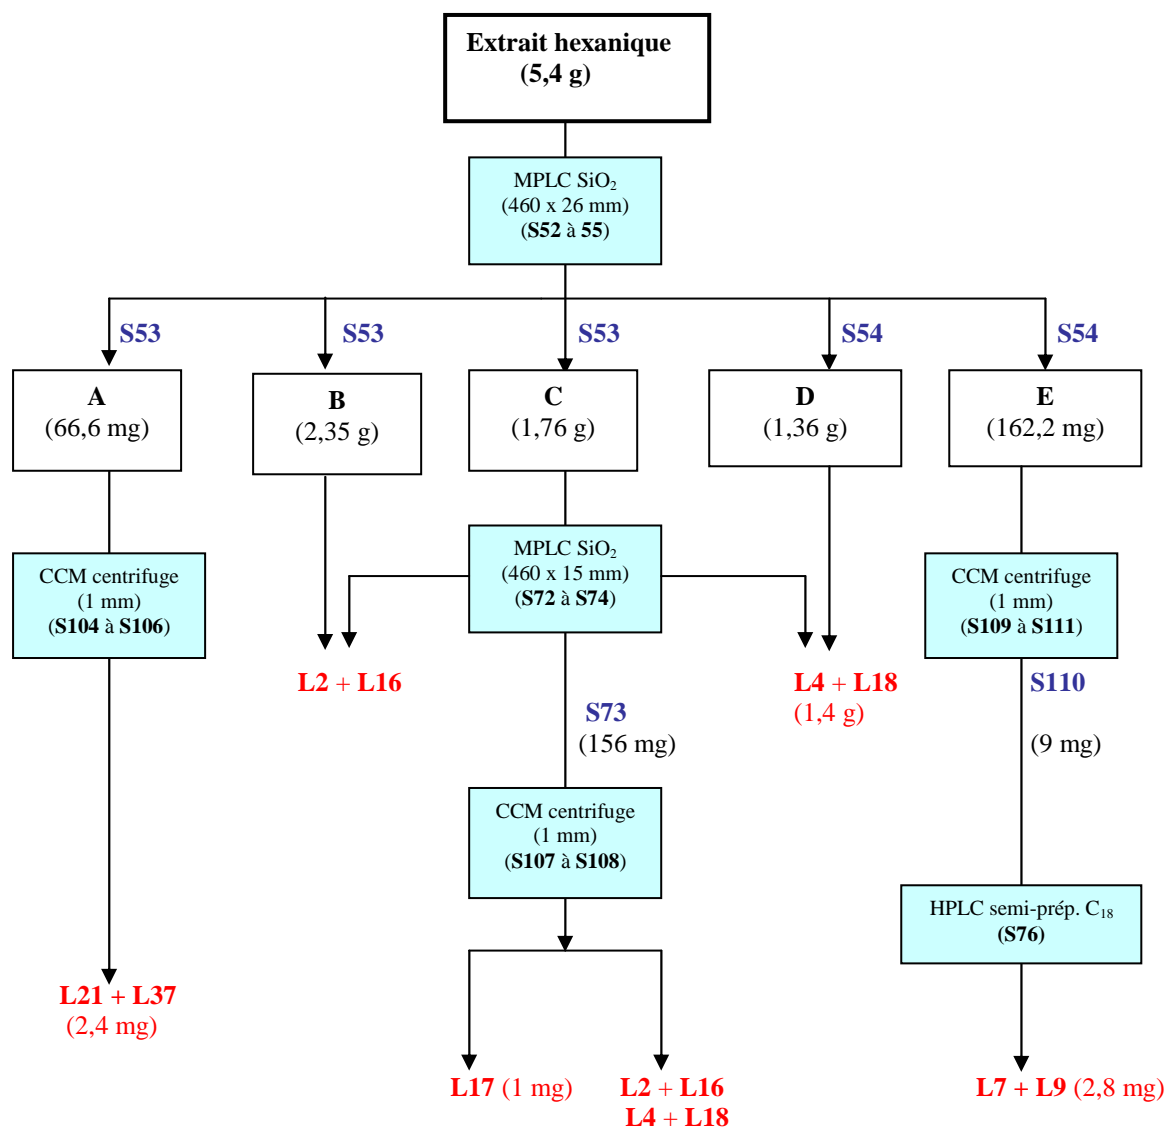 Extrait hexanique
(5,4 g)
MPLC SiO₂
(460 x 26 mm)
(S52 à 55)
S53
S53
S53
S54
S54
A
(66,6 mg)
B
(2,35 g)
C
(1,76 g)
D
(1,36 g)
E
(162,2 mg)
CCM centrifuge
(1 mm)
(S104 à S106)
MPLC SiO₂
(460 x 15 mm)
(S72 à S74)
CCM centrifuge
(1 mm)
(S109 à S111)
L2 + L16
L4 + L18
(1,4 g)
S110
(9 mg)
S73
(156 mg)
CCM centrifuge
(1 mm)
(S107 à S108)
HPLC semi-prép. C₁₈
(S76)
L21 + L37
(2,4 mg)
L17 (1 mg)
L2 + L16
L4 + L18
L7 + L9 (2,8 mg)